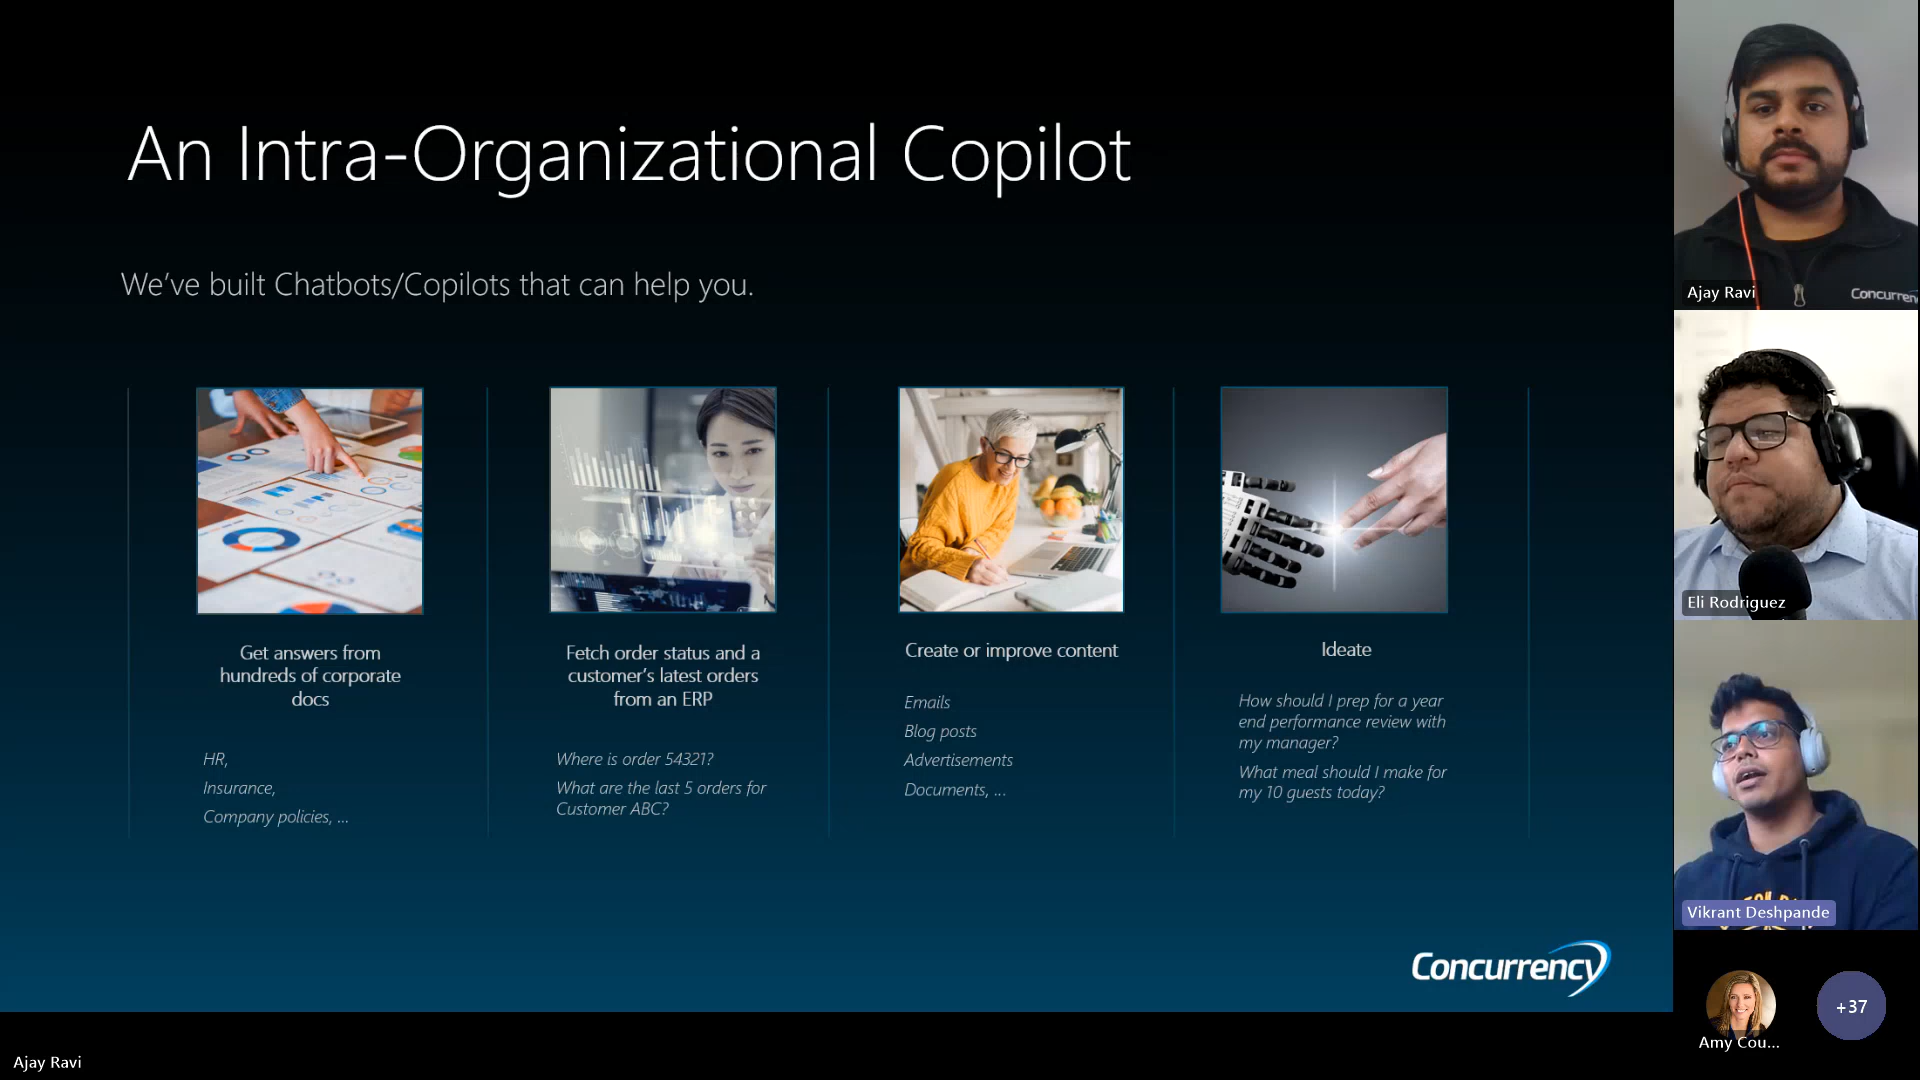 An Intra-Organizational Copilot
We've built Chatbots/Copilots that can help you.
Get answers from
hundreds of corporate
docs
HR,
Insurance,
Company policies, ...
Fetch order status and a
customer's latest orders
from an ERP
Where is order 54321?
What are the last 5 orders for
Customer ABC?
Create or improve content
Emails
Blog posts
Advertisements
Documents, ...
Ideate
How should I prep for a year
end performance review with
my manager?
What meal should I make for
my 10 guests today?
Concurrency
Ajay Ravi
Ajay Ravi
Concurren
Eli Rodriguez
Vikrant Deshpande
Amy Cou...
+37